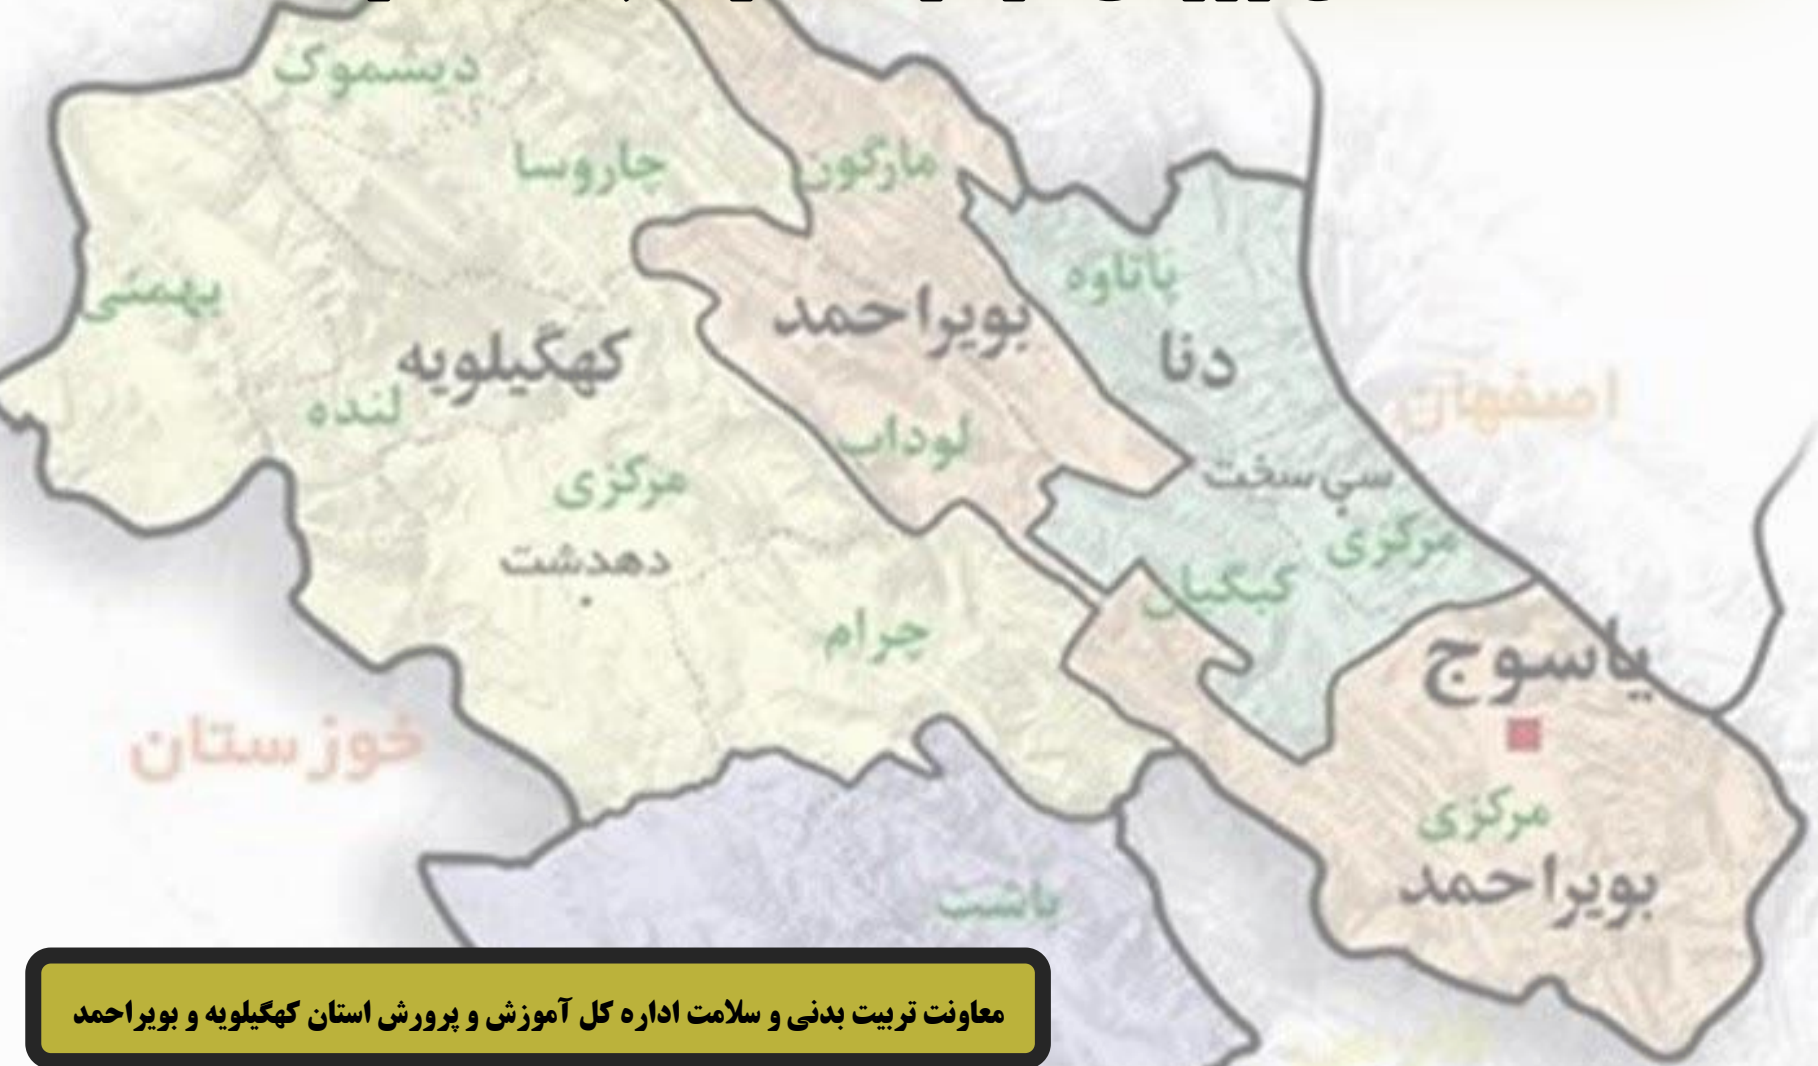 دیشموک
چاروسا
مارگون
پاتاوه
بهمئی
بویراحمد
دنا
کهگیلویه
لنده
اصفهان
لوداب
سی سخت
مرکزی
مرکزی
دهدشت
کبگیان
چرام
یاسوج
خوزستان
مرکزی
بویراحمد
باشت
معاونت تربیت بدنی و سلامت اداره کل آموزش و پرورش استان کهگیلویه و بویراحمد